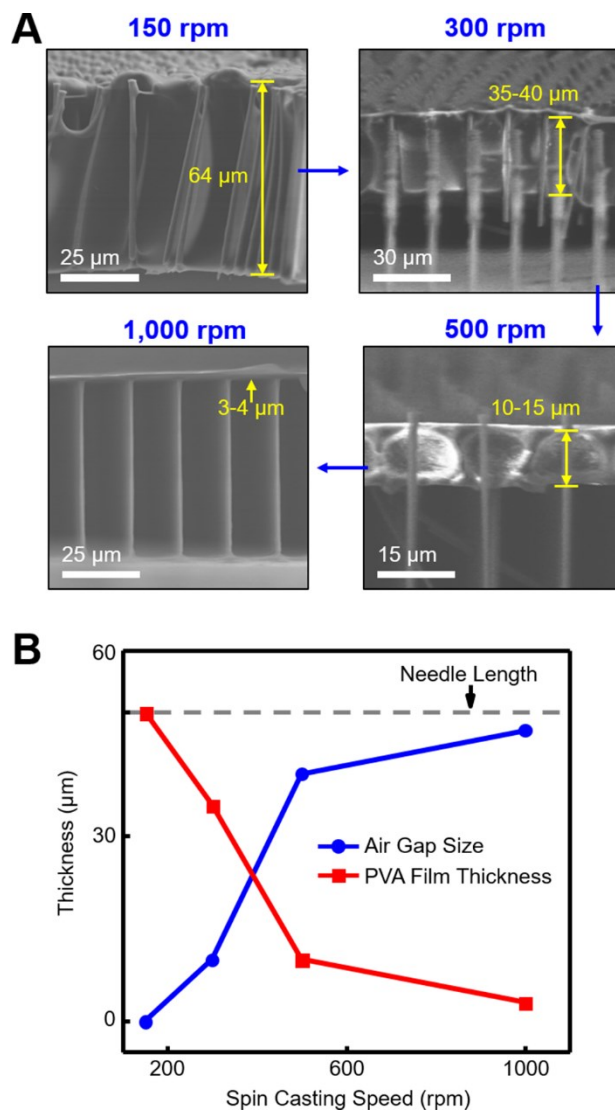 A
150 rpm
300 rpm
64 µm
25 µm
35-40 µm
30 µm
1,000 rpm
500 rpm
3-4 µm
25 µm
10-15 µm
15 µm
B
60
Needle Length
30
Air Gap Size
PVA Film Thickness
0
Thickness (µm)
200 600 1000
Spin Casting Speed (rpm)